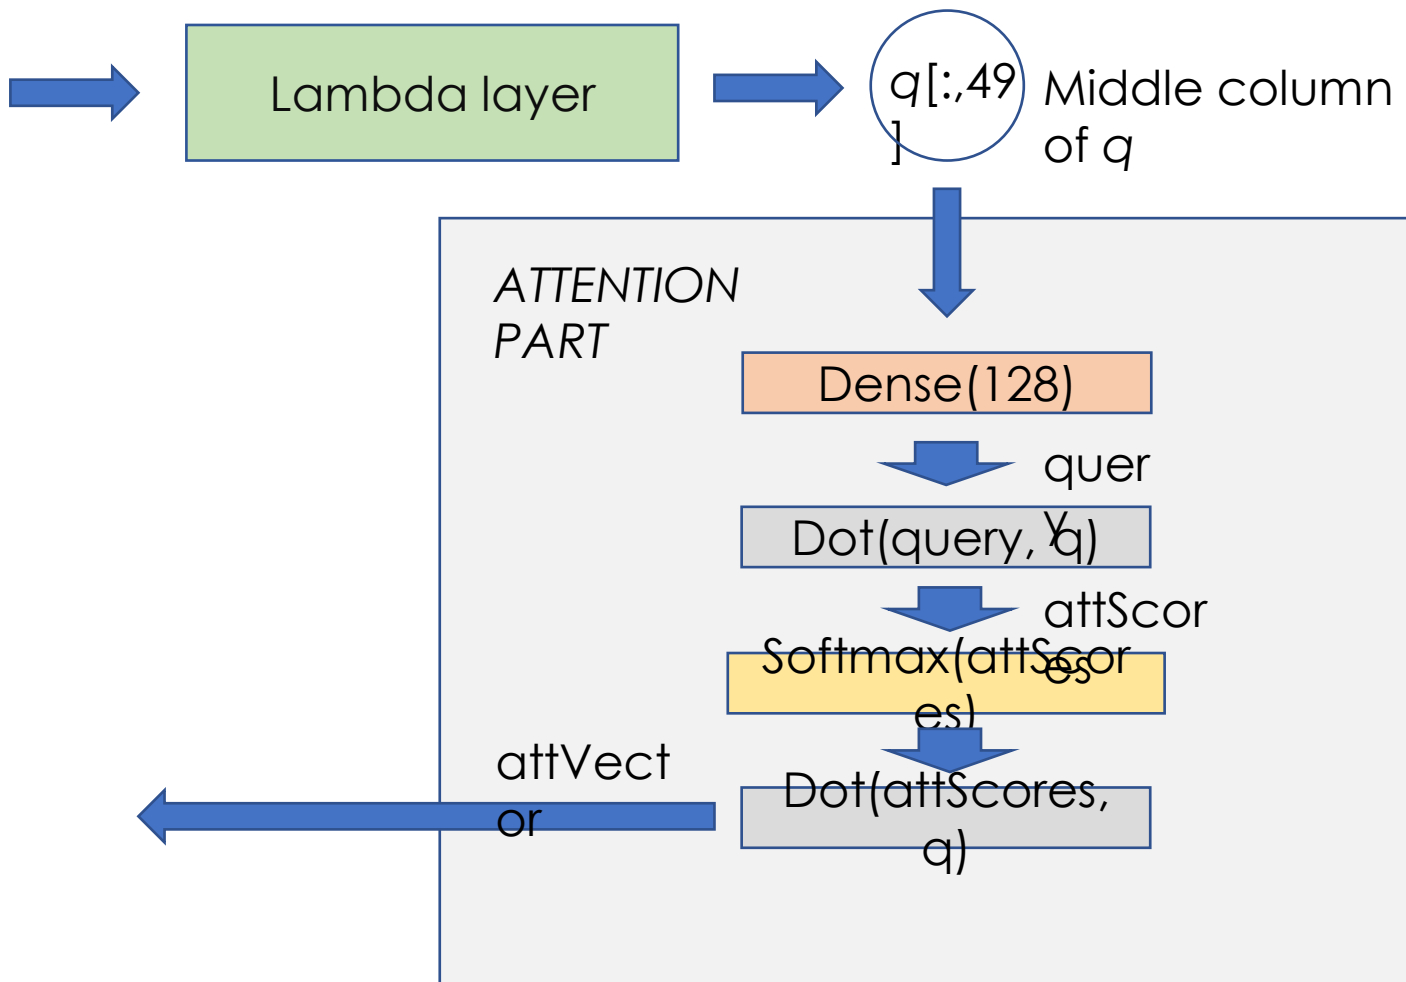 Lambda layer
q[:,49
]
Middle column
of q
ATTENTION
PART
Dense(128)
quer
y
Dot(query, q)
attScor
es
Softmax(attScor
es)
attVect
or
Dot(attScores,
q)